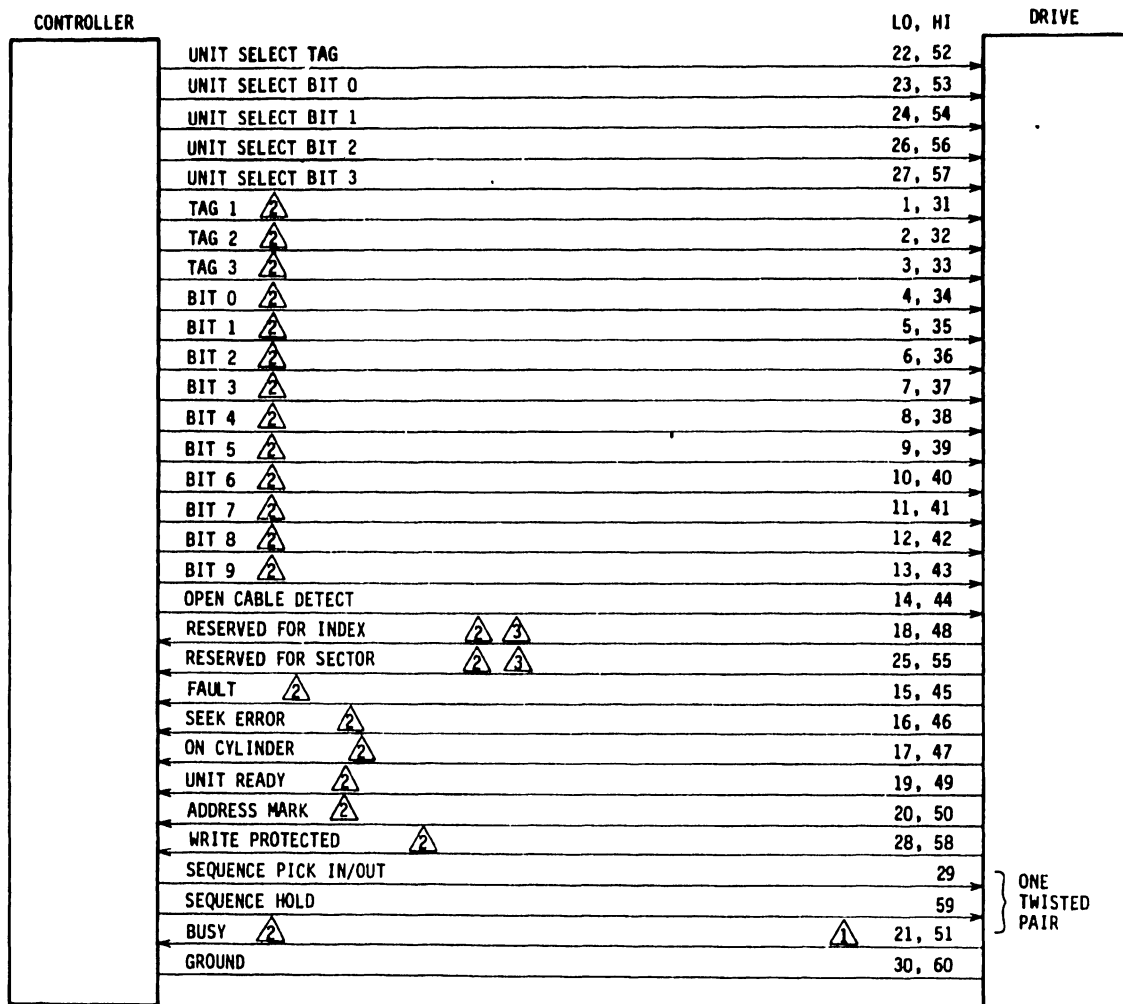 CONTROLLER LO, HI DRIVE
UNIT SELECT TAG 22, 52
UNIT SELECT BIT 0 23, 53
UNIT SELECT BIT 1 24, 54
UNIT SELECT BIT 2 26, 56
UNIT SELECT BIT 3 27, 57
TAG 1 2 1, 31
TAG 2 2 2, 32
TAG 3 2 3, 33
BIT 0 2 4, 34
BIT 1 2 5, 35
BIT 2 2 6, 36
BIT 3 2 7, 37
BIT 4 2 8, 38
BIT 5 2 9, 39
BIT 6 2 10, 40
BIT 7 2 11, 41
BIT 8 2 12, 42
BIT 9 2 13, 43
OPEN CABLE DETECT 14, 44
RESERVED FOR INDEX 2 3 18, 48
RESERVED FOR SECTOR 2 3 25, 55
FAULT 2 15, 45
SEEK ERROR 2 16, 46
ON CYLINDER 2 17, 47
UNIT READY 2 19, 49
ADDRESS MARK 2 20, 50
WRITE PROTECTED 2 28, 58
SEQUENCE PICK IN/OUT 29
SEQUENCE HOLD 59
BUSY 2 1 21, 51
GROUND 30, 60
ONE
TWISTED
PAIR